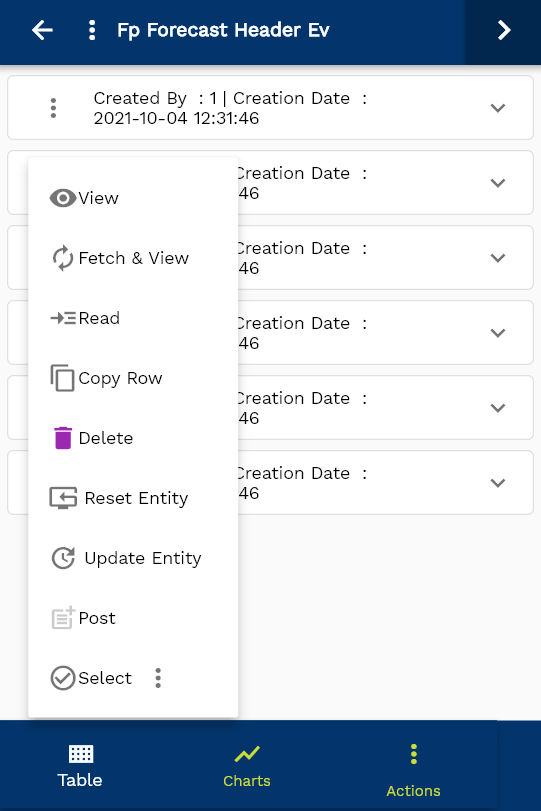 Fp Forecast Header Ev
Created By : 1 | Creation Date :
2021-10-04 12:31:46
Creation Date :
46
Creation Date :
46
Creation Date :
46
Creation Date :
46
Creation Date :
46
View
Fetch & View
Read
Copy Row
Delete
Reset Entity
Update Entity
Post
Select
Table
Charts
Actions